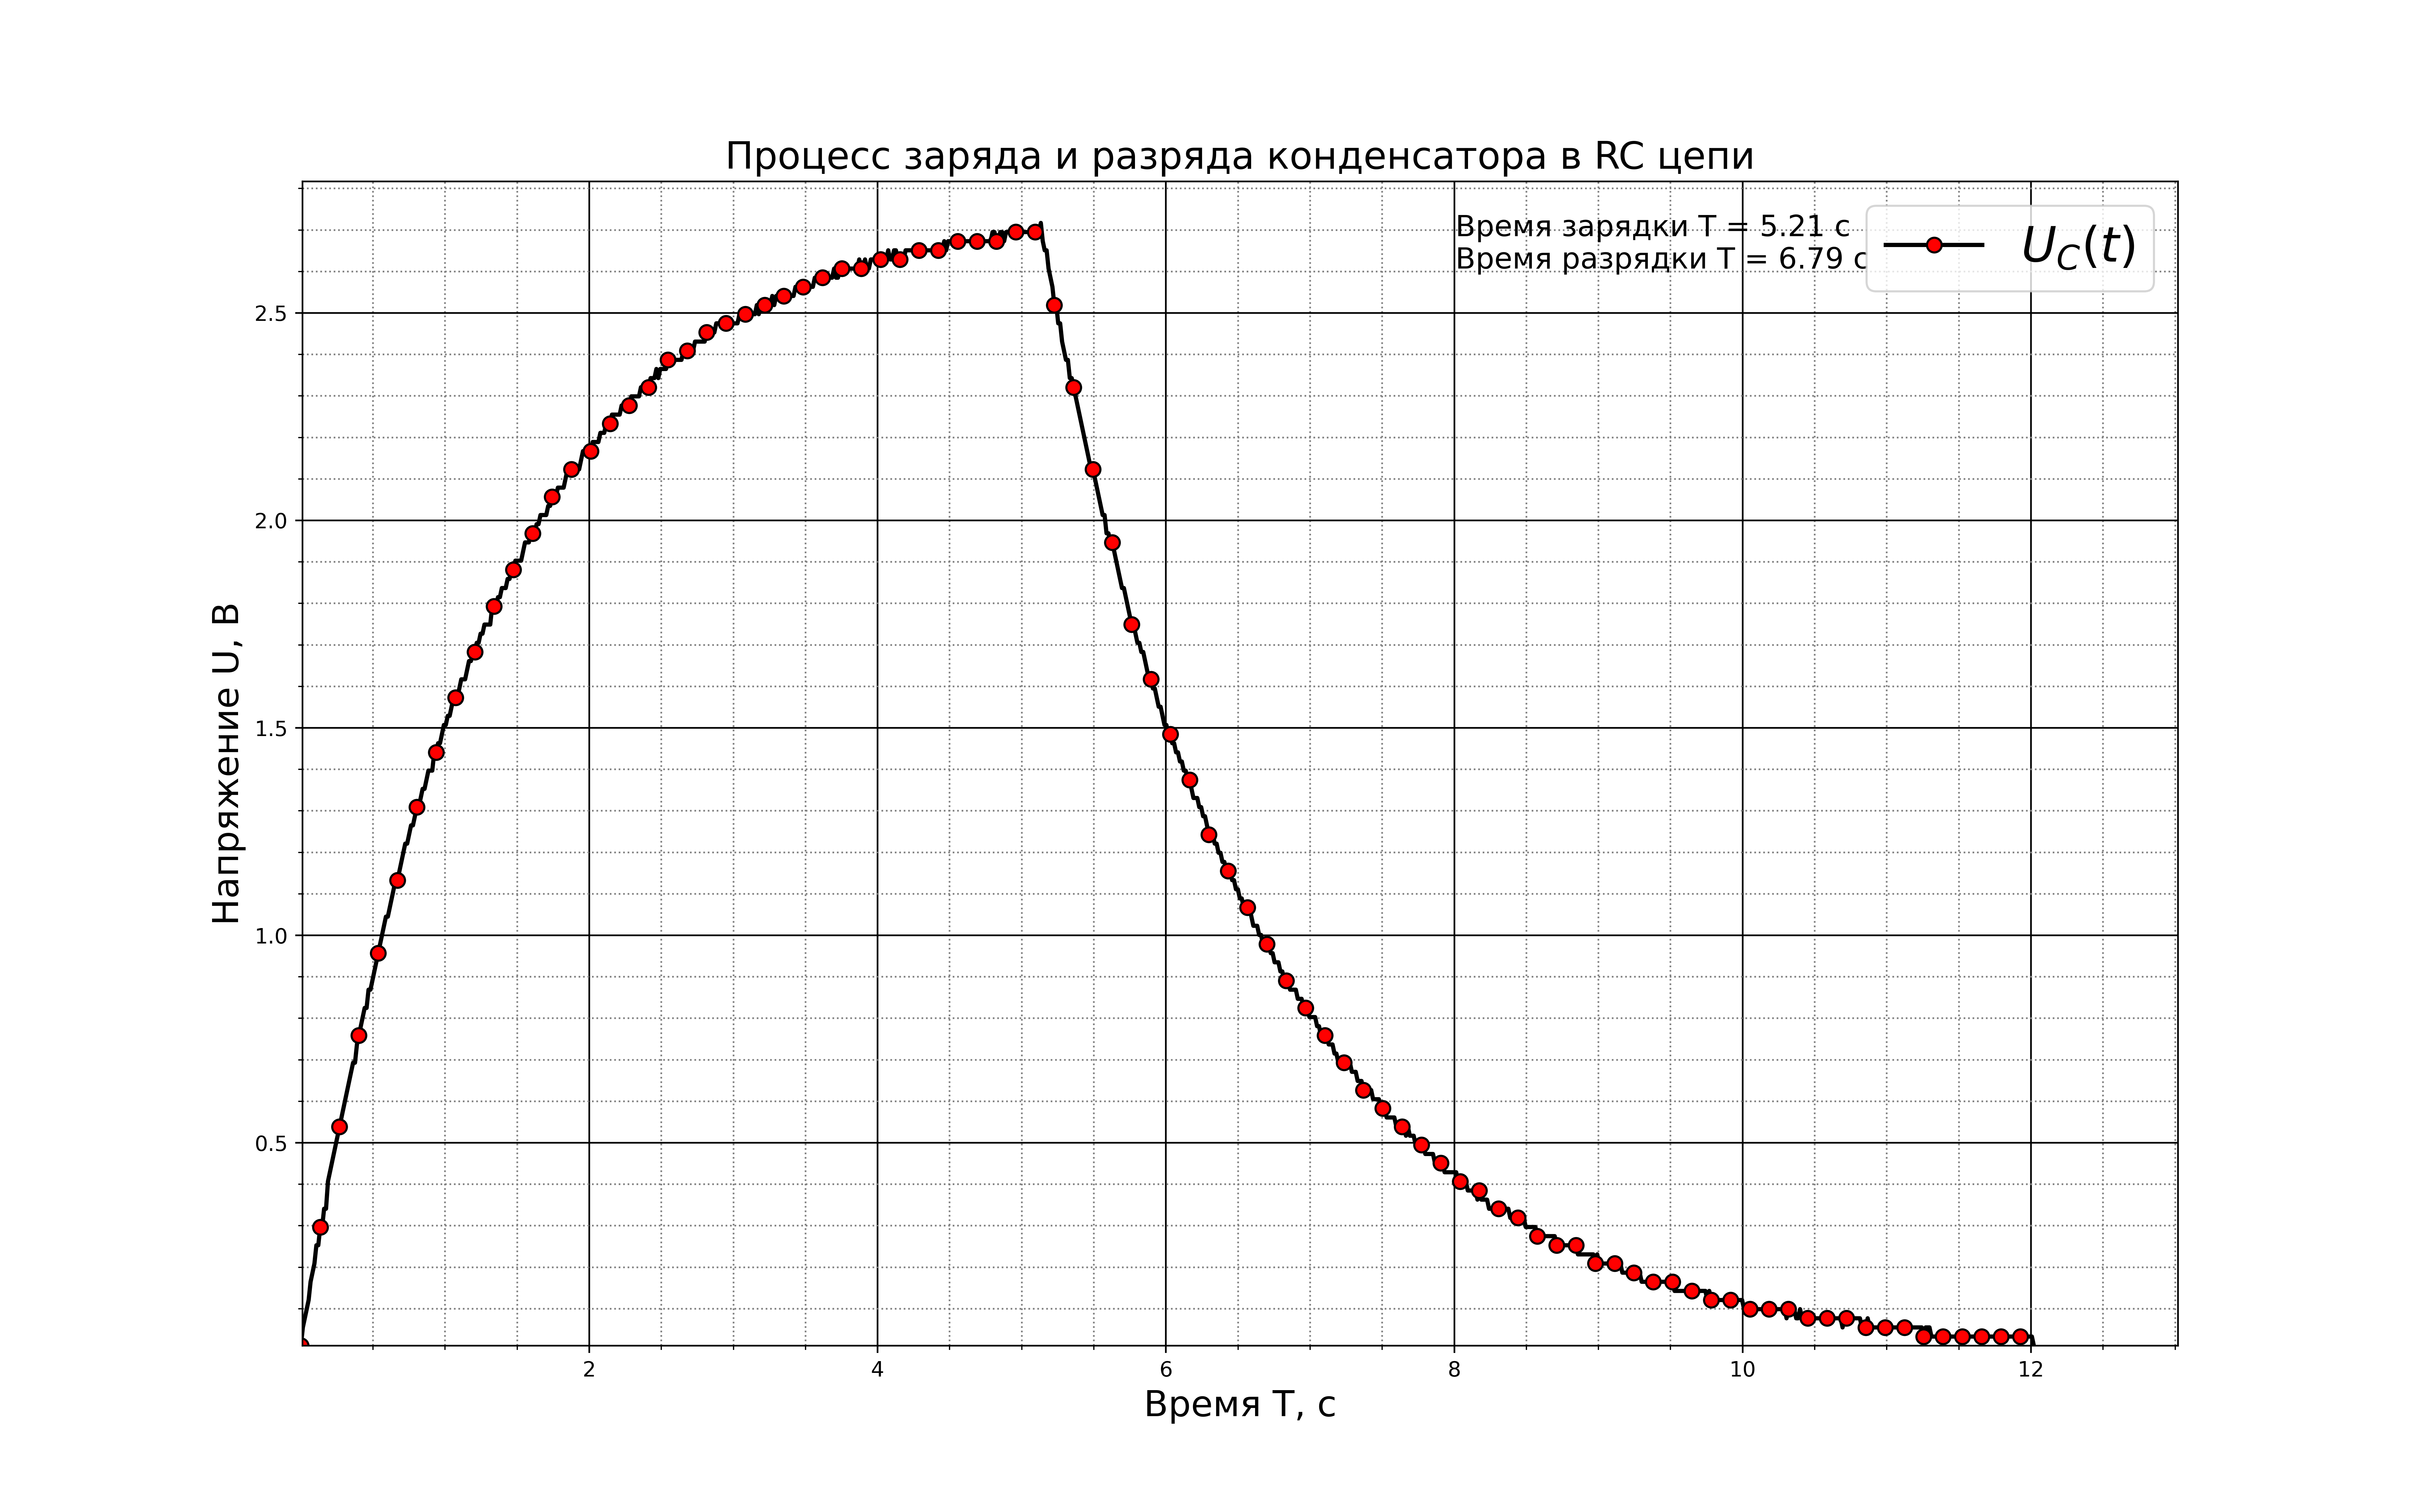 Процесс заряда и разряда конденсатора в RC цепи
Время зарядки T = 5.21 с
Время разрядки T = 6.79 с
U_C(t)
Напряжение U, В
2.5
2.0
1.5
1.0
0.5
2 4 6 8 10 12
Время T, с